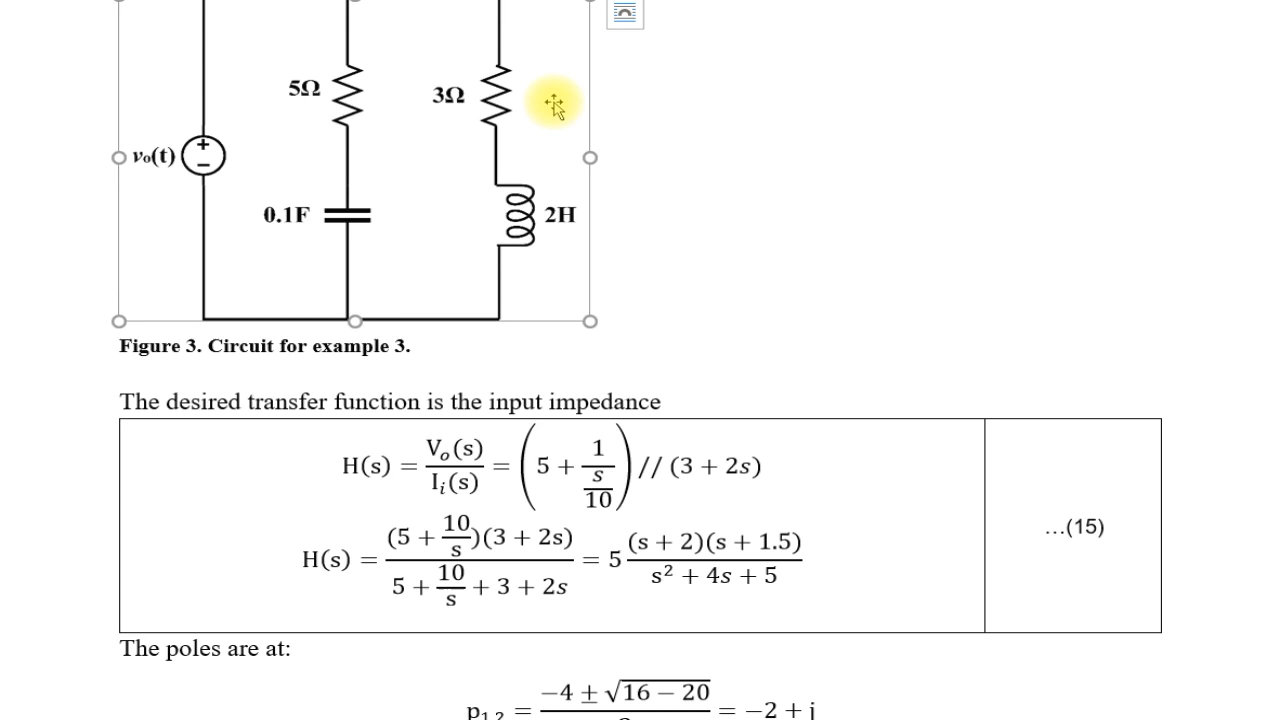 5Ω
3Ω
+
v₀(t)
−
0.1F
2H
Figure 3. Circuit for example 3.
The desired transfer function is the input impedance
H(s) = Vₒ(s) / Iᵢ(s) = (5 + 1 / (s/10)) // (3 + 2s)
H(s) = (5 + 10/s)(3 + 2s) / (5 + 10/s + 3 + 2s) = 5 (s + 2)(s + 1.5) / (s² + 4s + 5)
...(15)
The poles are at:
p₁,₂ = −4 ± √16 − 20 = −2 + j